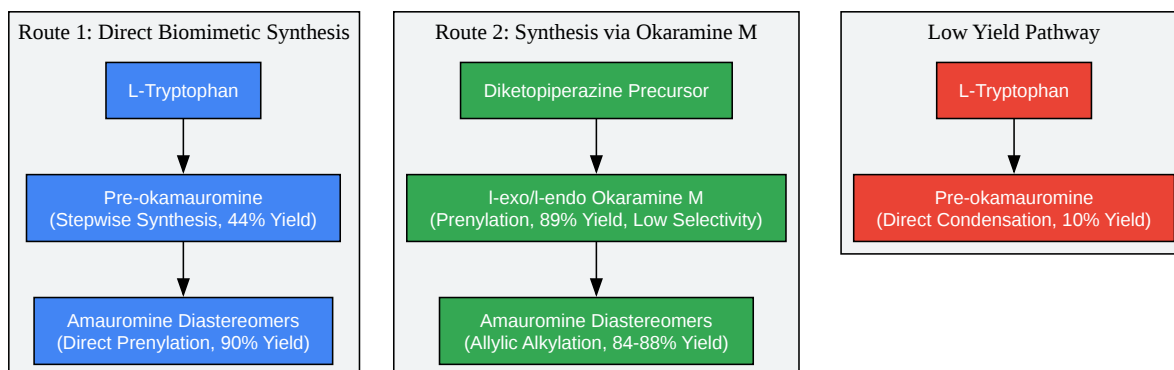 Route 1: Direct Biomimetic Synthesis
L-Tryptophan
Pre-okamauromine
(Stepwise Synthesis, 44% Yield)
Amauromine Diastereomers
(Direct Prenylation, 90% Yield)
Route 2: Synthesis via Okaramine M
Diketopiperazine Precursor
l-exo/l-endo Okaramine M
(Prenylation, 89% Yield, Low Selectivity)
Amauromine Diastereomers
(Allylic Alkylation, 84-88% Yield)
Low Yield Pathway
L-Tryptophan
Pre-okamauromine
(Direct Condensation, 10% Yield)